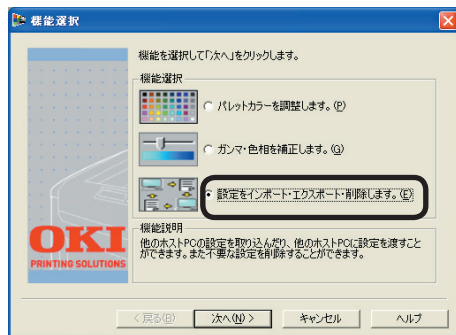 機能選択
機能を選択して「次へ」をクリックします。
機能選択
パレットカラーを調整します。(P)
ガンマ・色相を補正します。(G)
設定をインポート・エクスポート・削除します。(E)
OKI
PRINTING SOLUTIONS
機能説明
他のホストPCの設定を取り込んだり、他のホストPCに設定を渡すこと
ができます。また不要な設定を削除することができます。
< 戻る(B)
次へ(N) >
キャンセル
ヘルプ